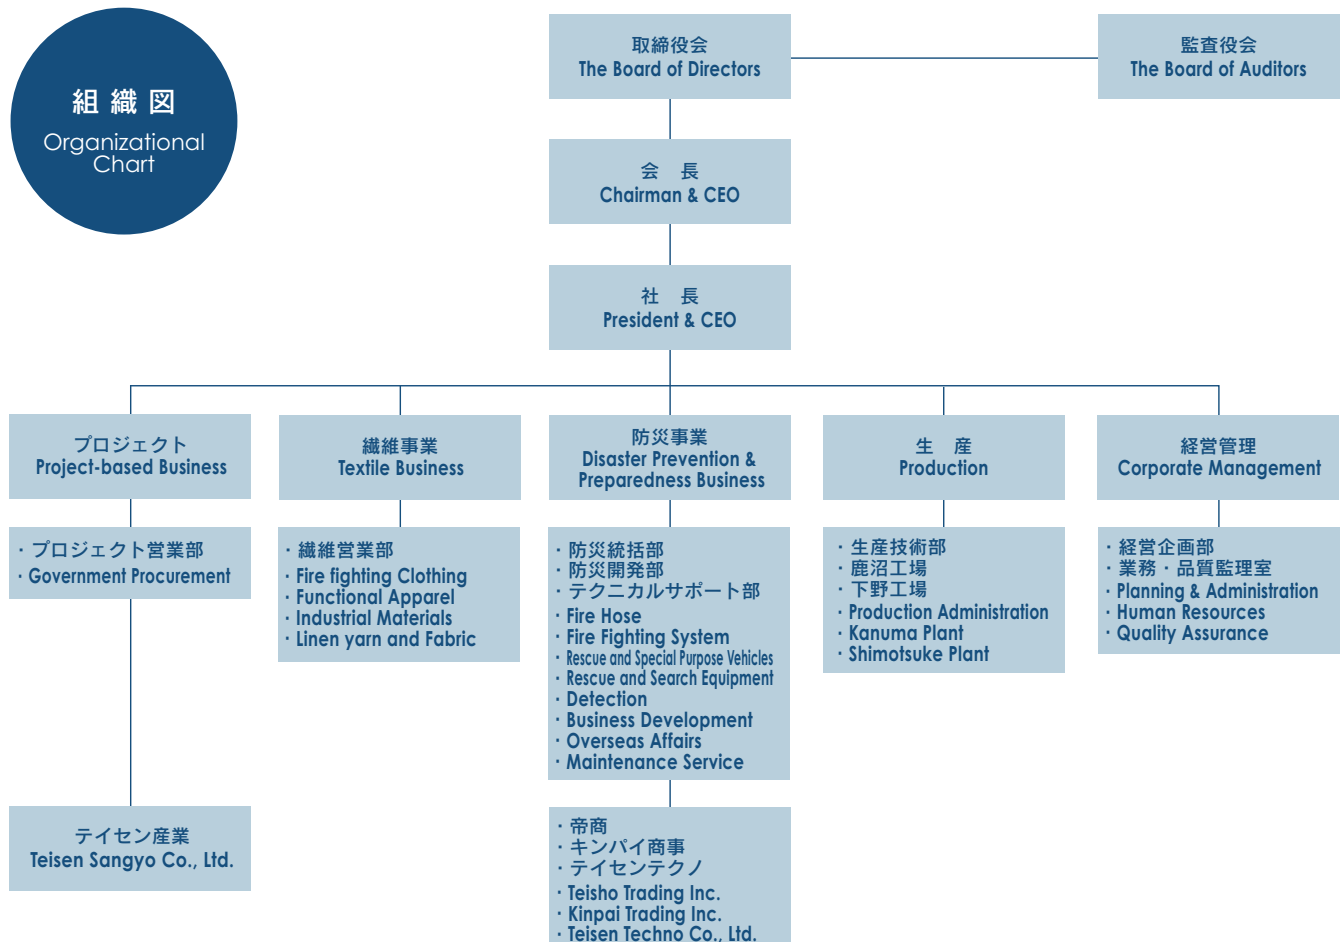 組織図
Organizational
Chart
取締役会
The Board of Directors
監査役会
The Board of Auditors
会　長
Chairman & CEO
社　長
President & CEO
プロジェクト
Project-based Business
繊維事業
Textile Business
防災事業
Disaster Prevention &
Preparedness Business
生　産
Production
経営管理
Corporate Management
・プロジェクト営業部
・Government Procurement
・繊維営業部
・Fire fighting Clothing
・Functional Apparel
・Industrial Materials
・Linen yarn and Fabric
・防災統括部
・防災開発部
・テクニカルサポート部
・Fire Hose
・Fire Fighting System
・Rescue and Special Purpose Vehicles
・Rescue and Search Equipment
・Detection
・Business Development
・Overseas Affairs
・Maintenance Service
・生産技術部
・鹿沼工場
・下野工場
・Production Administration
・Kanuma Plant
・Shimotsuke Plant
・経営企画部
・業務・品質監理室
・Planning & Administration
・Human Resources
・Quality Assurance
テイセン産業
Teisen Sangyo Co., Ltd.
・帝商
・キンパイ商事
・テイセンテクノ
・Teisho Trading Inc.
・Kinpai Trading Inc.
・Teisen Techno Co., Ltd.